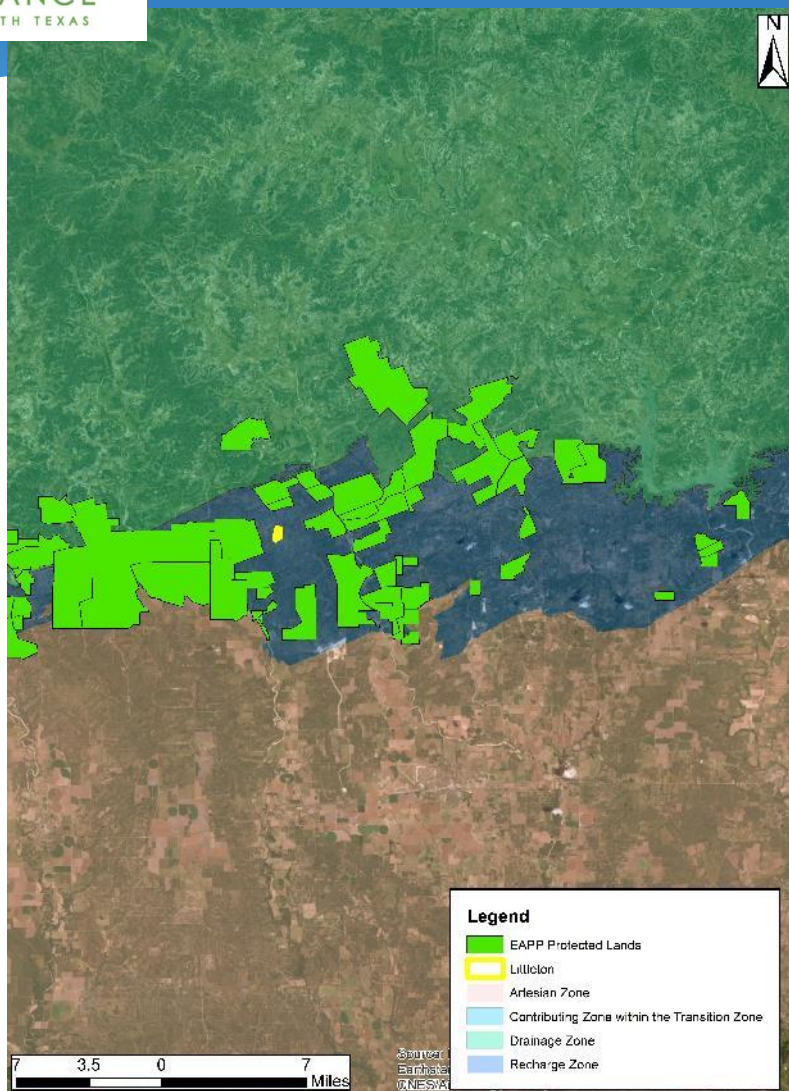 TH TEXAS
N
Legend
EAPP Protected Lands
Littleton
Artesian Zone
Contributing Zone within the Transition Zone
Drainage Zone
Recharge Zone
7 3.5 0 7
Miles
Source: